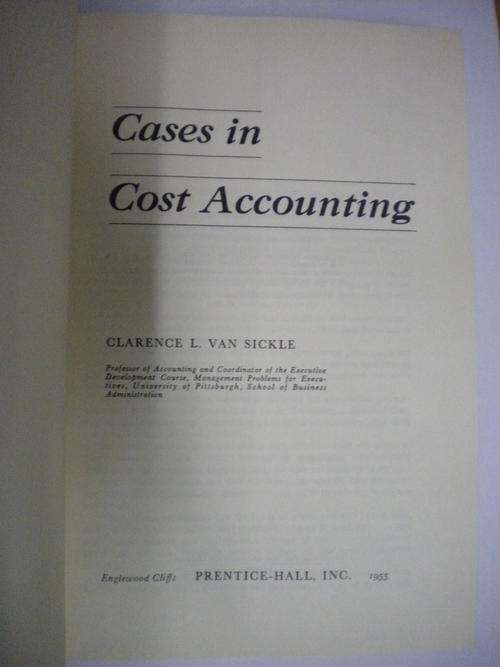 Cases in
Cost Accounting
CLARENCE L. VAN SICKLE
Professor of Accounting and Coordinator of the Executive
Development Course, Management Problems for Execu-
tives, University of Pittsburgh, School of Business
Administration
Englewood Cliffs PRENTICE-HALL, INC. 1955